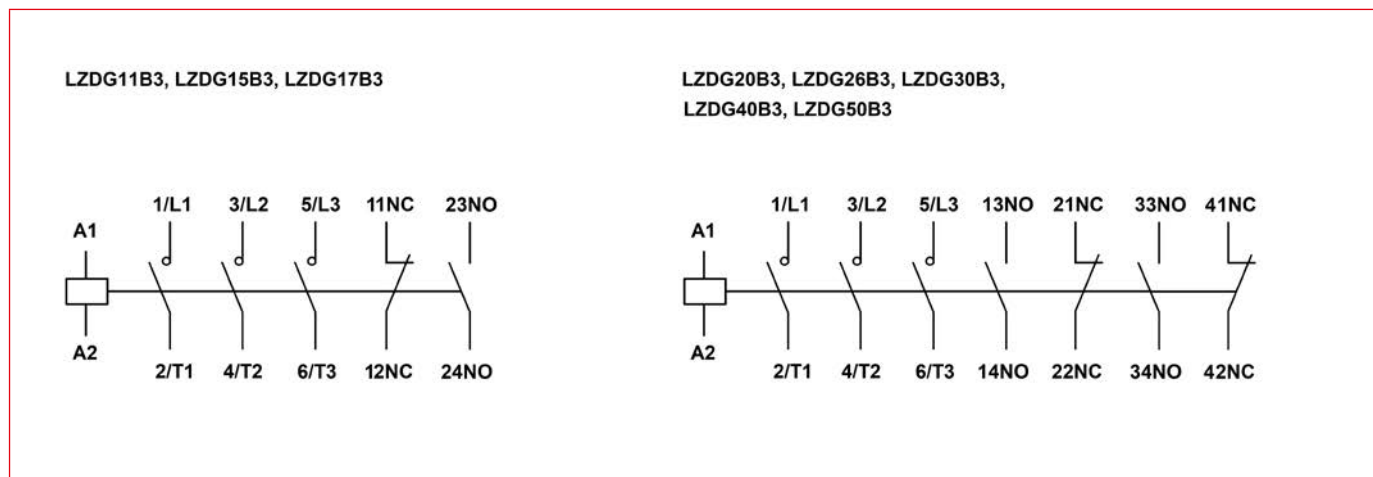 LZDG11B3, LZDG15B3, LZDG17B3
1/L1 3/L2 5/L3 11NC 23NO
A1
A2
2/T1 4/T2 6/T3 12NC 24NO
LZDG20B3, LZDG26B3, LZDG30B3,
LZDG40B3, LZDG50B3
1/L1 3/L2 5/L3 13NO 21NC 33NO 41NC
A1
A2
2/T1 4/T2 6/T3 14NO 22NC 34NO 42NC